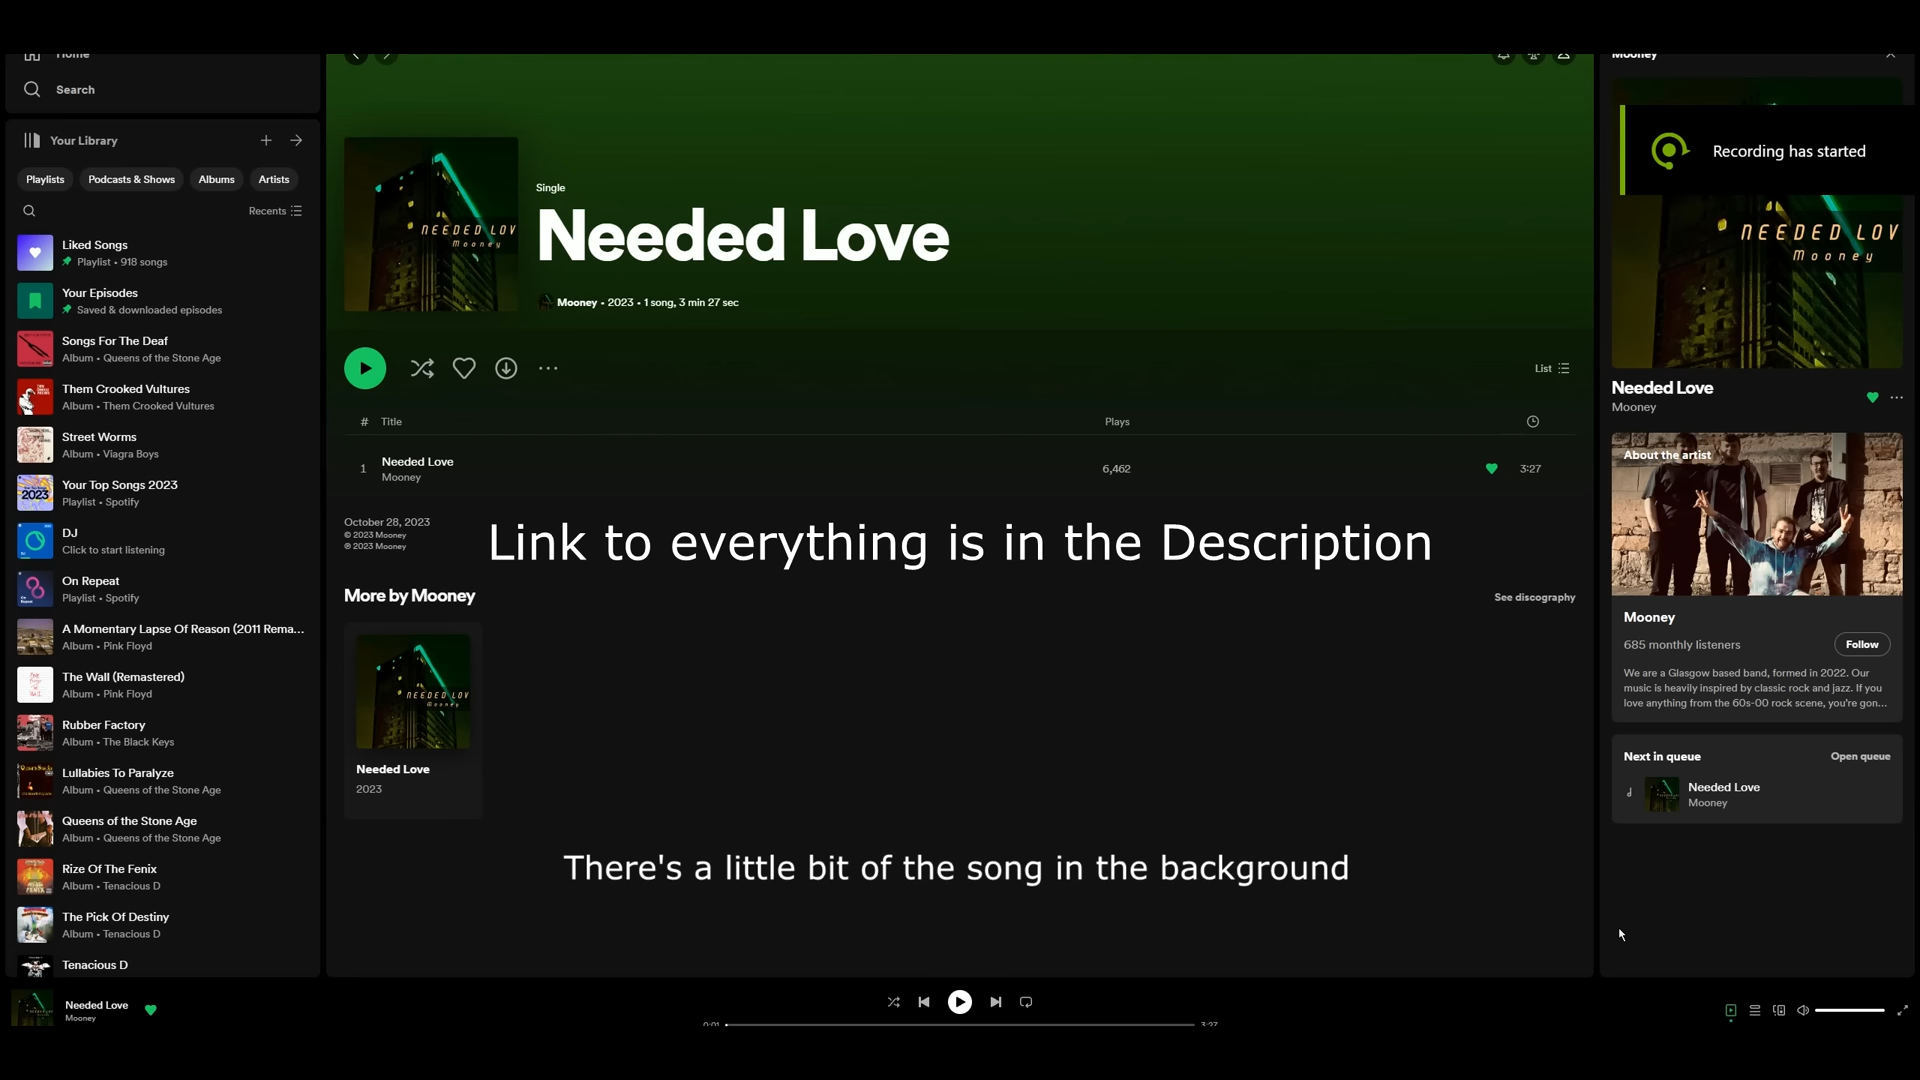 Home
Search
Your Library
Playlists
Podcasts & Shows
Albums
Artists
Recents
Liked Songs
Playlist • 918 songs
Your Episodes
Saved & downloaded episodes
Songs For The Deaf
Album • Queens of the Stone Age
Them Crooked Vultures
Album • Them Crooked Vultures
Street Worms
Album • Viagra Boys
2023
Your Top Songs 2023
Playlist • Spotify
DJ
Click to start listening
On Repeat
Playlist • Spotify
A Momentary Lapse Of Reason (2011 Rema...
Album • Pink Floyd
The Wall (Remastered)
Album • Pink Floyd
Rubber Factory
Album • The Black Keys
Lullabies To Paralyze
Album • Queens of the Stone Age
Queens of the Stone Age
Album • Queens of the Stone Age
Rize Of The Fenix
Album • Tenacious D
The Pick Of Destiny
Album • Tenacious D
Tenacious D
NEEDED LOV
Mooney
Single
Needed Love
Mooney • 2023 • 1 song, 3 min 27 sec
List
# Title Plays
1 Needed Love 6,462 3:27
Mooney
October 28, 2023
© 2023 Mooney
℗ 2023 Mooney
Link to everything is in the Description
More by Mooney
See discography
NEEDED LOV
Mooney
Needed Love
2023
There's a little bit of the song in the background
Mooney
Recording has started
NEEDED LOV
Mooney
Needed Love
Mooney
About the artist
Mooney
685 monthly listeners
Follow
We are a Glasgow based band, formed in 2022. Our
music is heavily inspired by classic rock and jazz. If you
love anything from the 60s-00 rock scene, you're gon...
Next in queue
Open queue
Needed Love
Mooney
Needed Love
Mooney
0:01
3:27